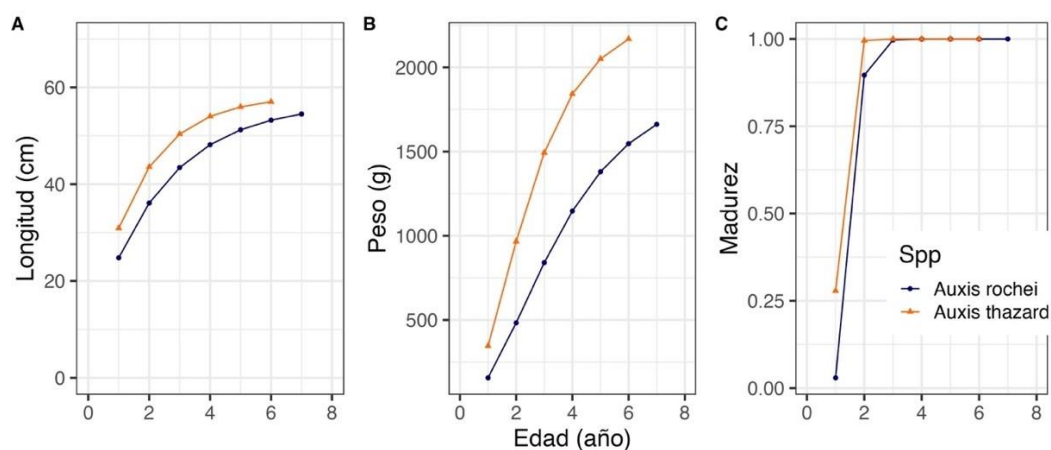 A
Longitud (cm)
60
40
20
0
0 2 4 6 8
B
Peso (g)
2000
1500
1000
500
0 2 4 6 8
Edad (año)
C
Madurez
1.00
0.75
0.50
0.25
0.00
0 2 4 6 8
Spp
Auxis rochei
Auxis thazard